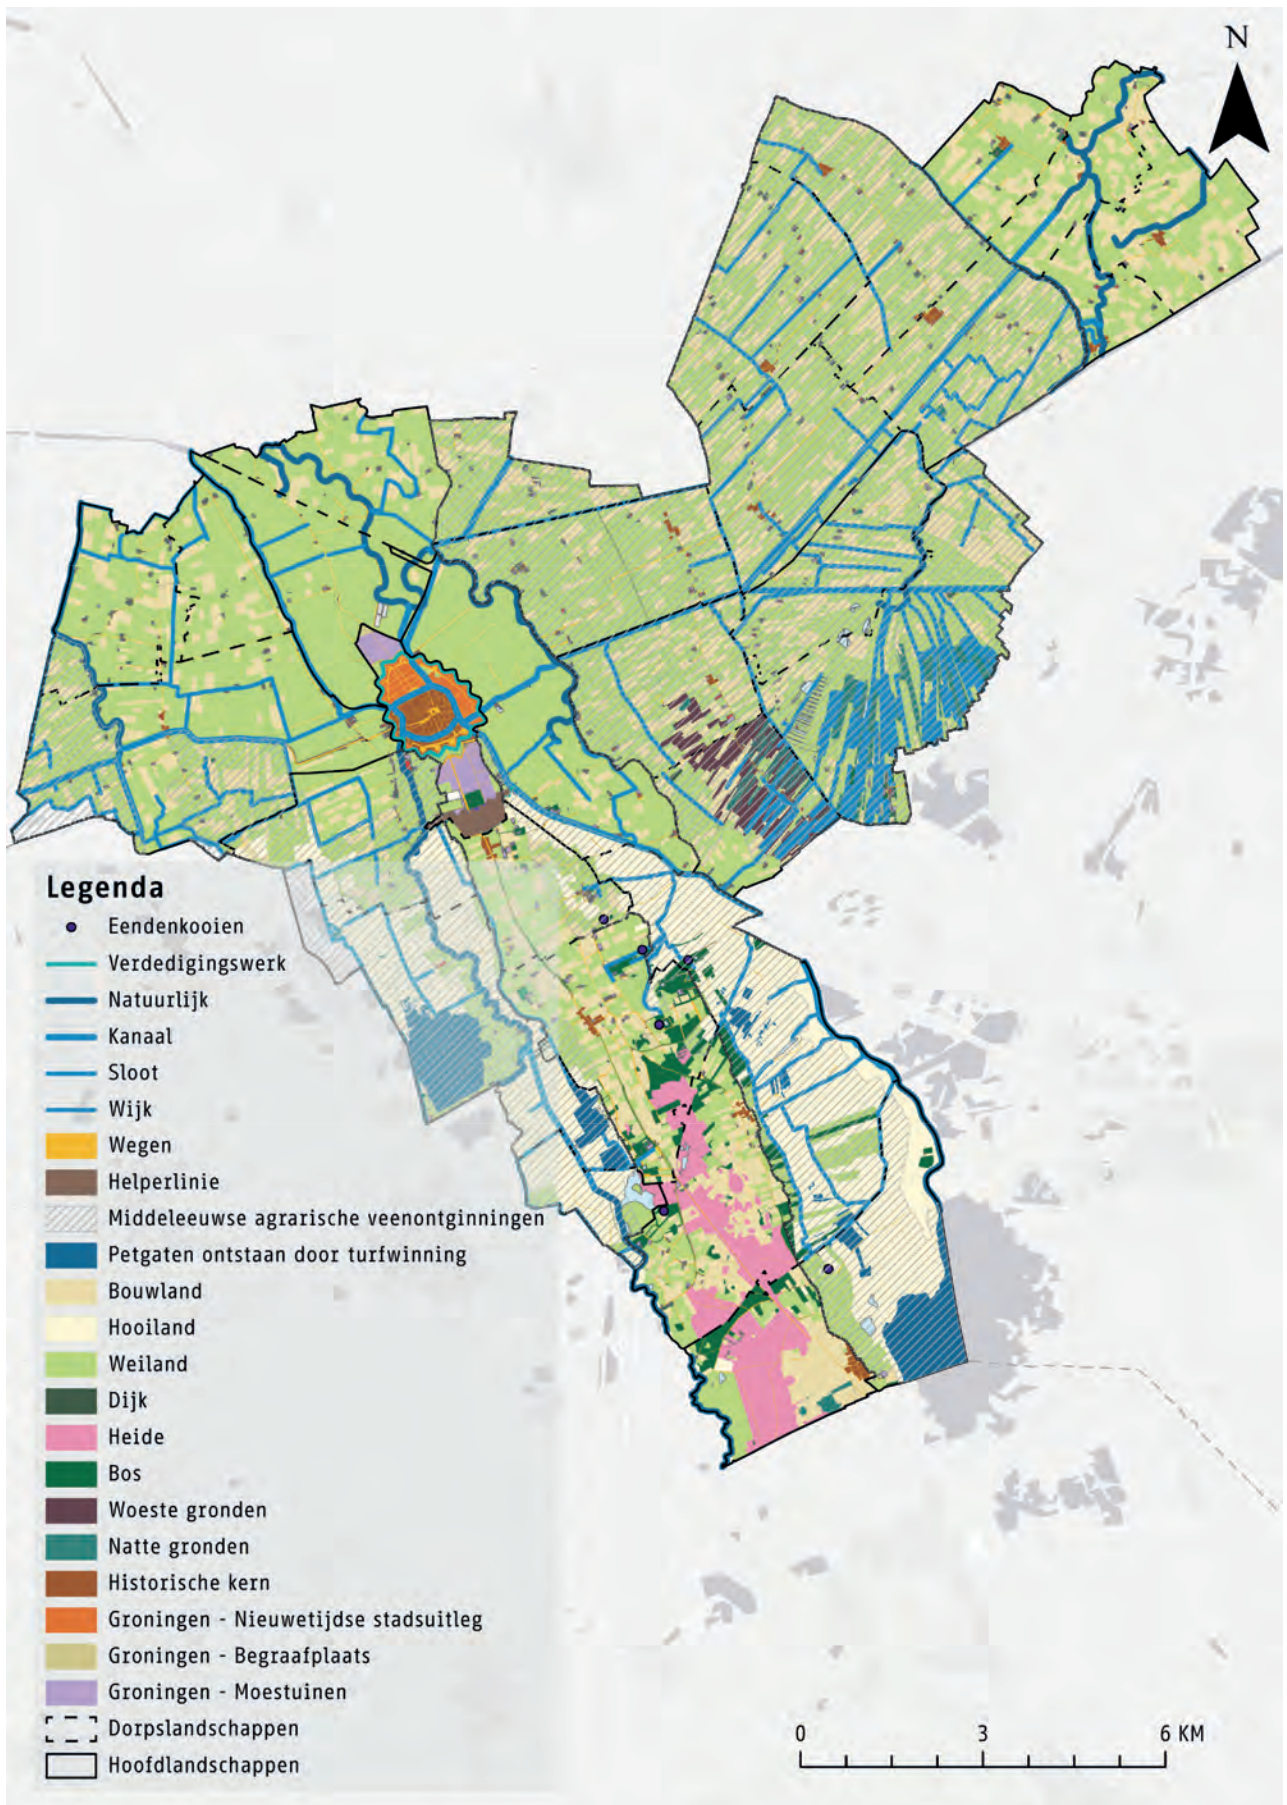 N
Legenda
Eendenkooien
Verdedigingswerk
Natuurlijk
Kanaal
Sloot
Wijk
Wegen
Helperlinie
Middeleeuwse agrarische veenontginningen
Petgaten ontstaan door turfwinning
Bouwland
Hooiland
Weiland
Dijk
Heide
Bos
Woeste gronden
Natte gronden
Historische kern
Groningen - Nieuwetijdse stadsuitleg
Groningen - Begraafplaats
Groningen - Moestuinen
Dorpslandschappen
Hoofdlandschappen
0 3 6 KM